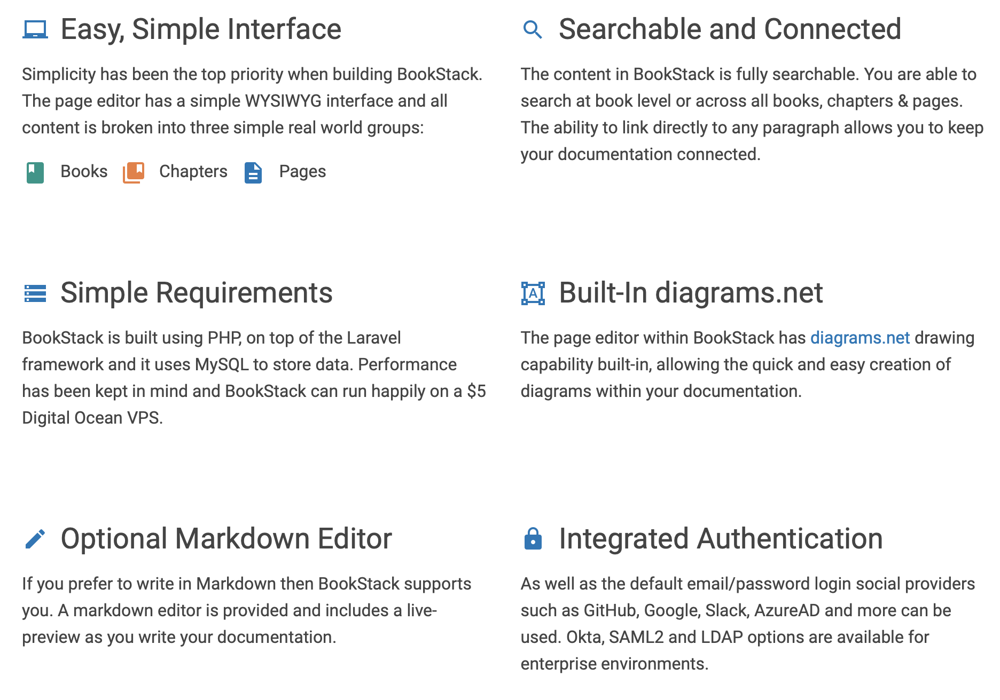 Easy, Simple Interface
Simplicity has been the top priority when building BookStack.
The page editor has a simple WYSIWYG interface and all
content is broken into three simple real world groups:
Books Chapters Pages
Searchable and Connected
The content in BookStack is fully searchable. You are able to
search at book level or across all books, chapters & pages.
The ability to link directly to any paragraph allows you to keep
your documentation connected.
Simple Requirements
BookStack is built using PHP, on top of the Laravel
framework and it uses MySQL to store data. Performance
has been kept in mind and BookStack can run happily on a $5
Digital Ocean VPS.
A
Built-In diagrams.net
The page editor within BookStack has diagrams.net drawing
capability built-in, allowing the quick and easy creation of
diagrams within your documentation.
Optional Markdown Editor
If you prefer to write in Markdown then BookStack supports
you. A markdown editor is provided and includes a live-
preview as you write your documentation.
Integrated Authentication
As well as the default email/password login social providers
such as GitHub, Google, Slack, AzureAD and more can be
used. Okta, SAML2 and LDAP options are available for
enterprise environments.